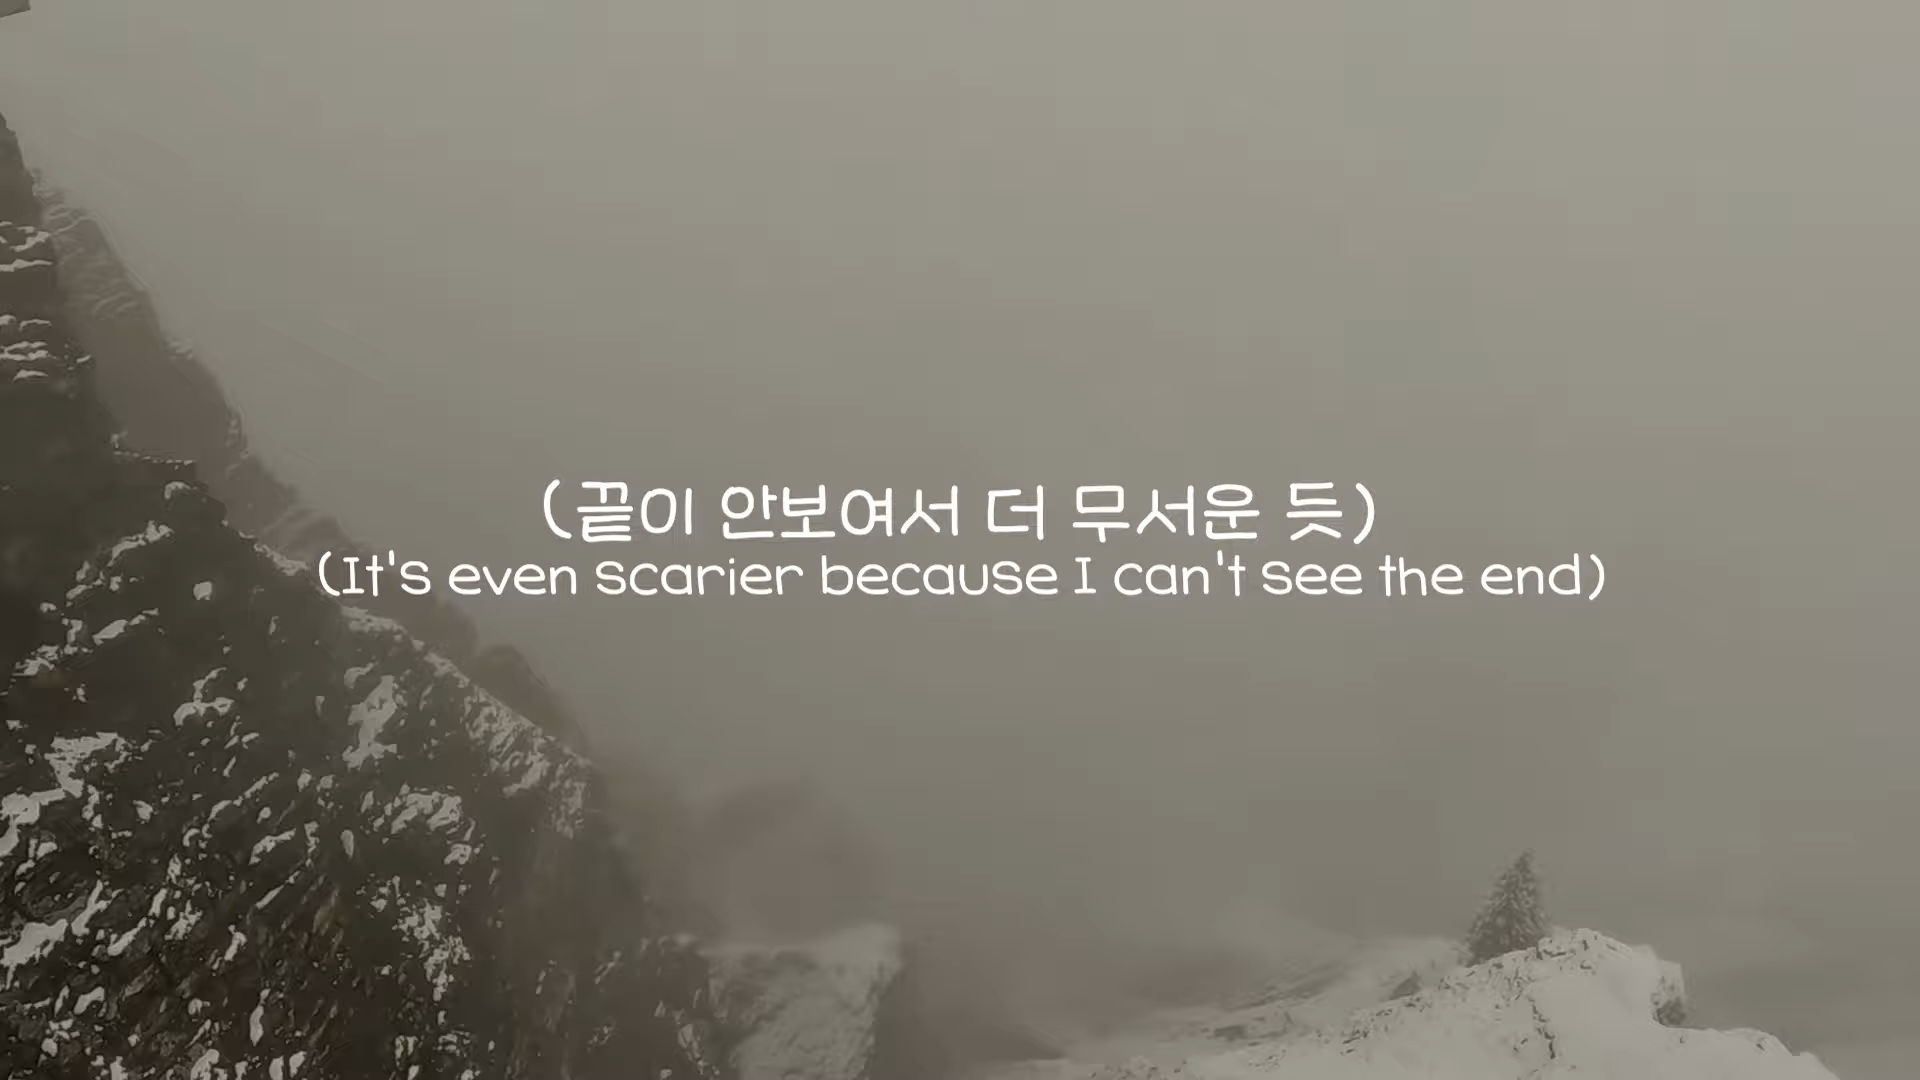 (끝이 안보여서 더 무서운 듯)
(It's even scarier because I can't see the end)